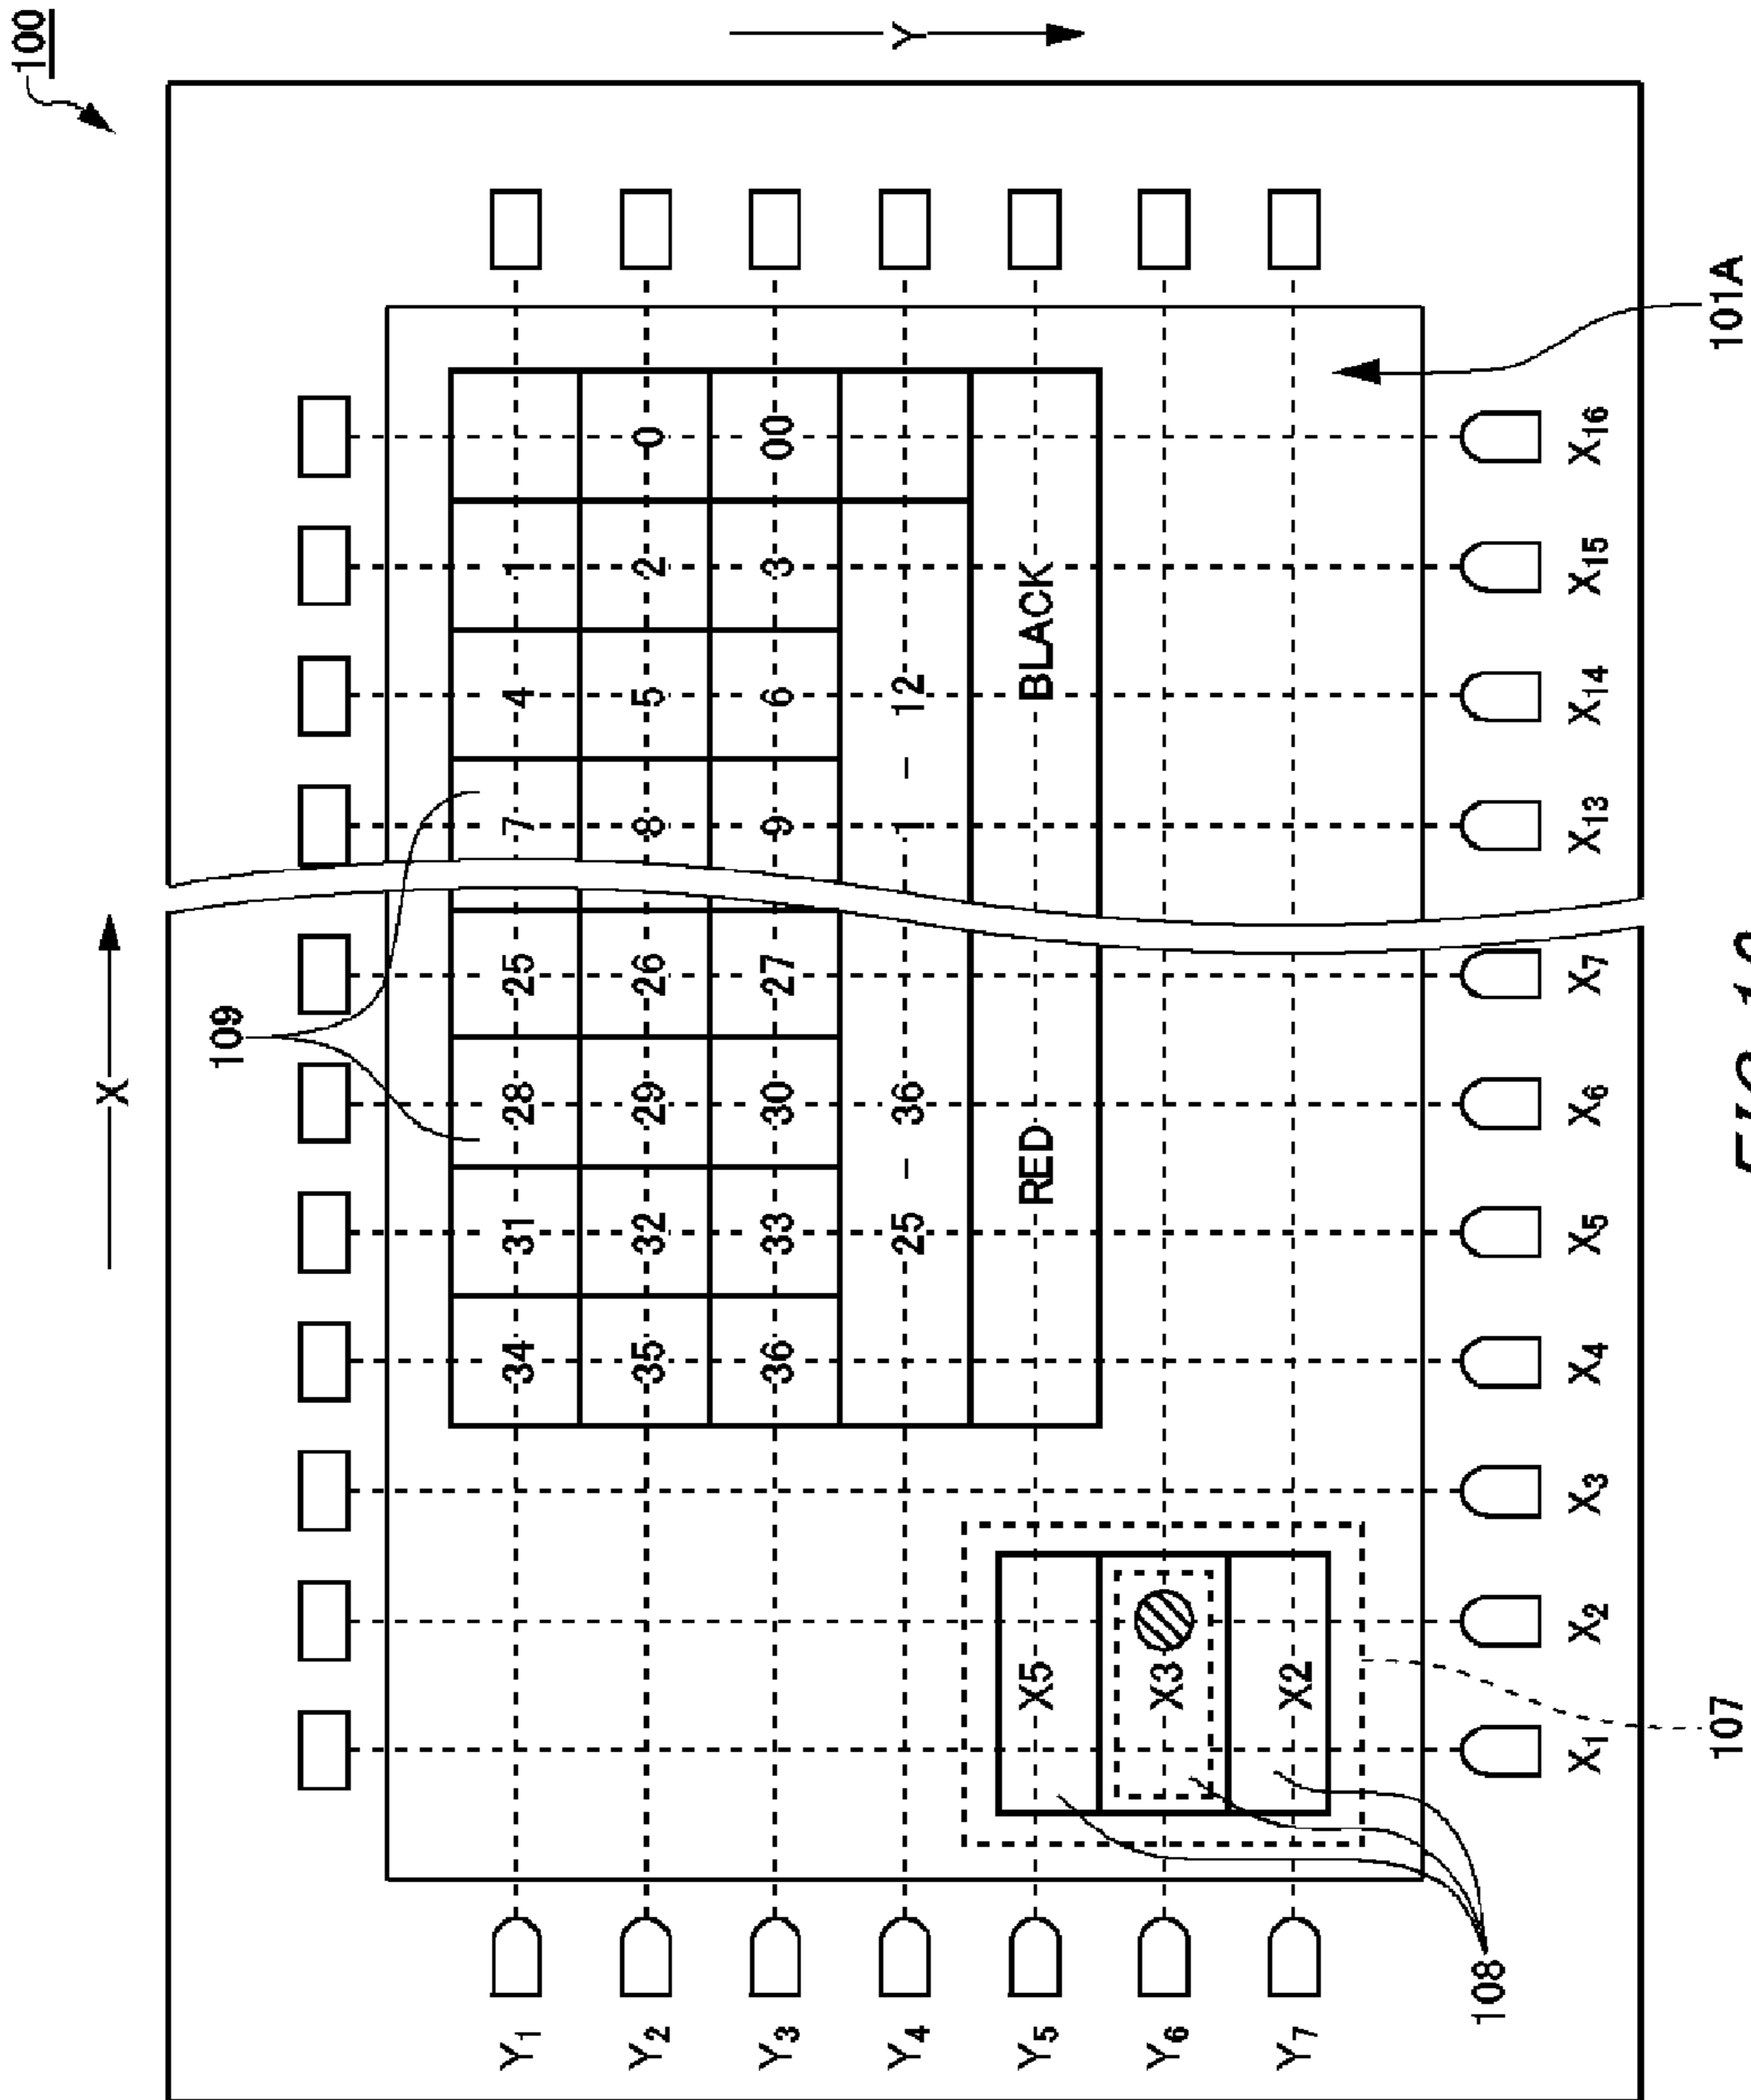 100
X
109
Y1 34 31 28 25 7 4 1
Y2 35 32 29 26 8 5 2 0
Y3 36 33 30 27 9 6 3 00
Y4 25 - 36 1 - 12
Y
Y5 X5 RED BLACK
Y6 X3
Y7 X2
108
X1 X2 X3 X4 X5 X6 X7 X13 X14 X15 X16
107 101A